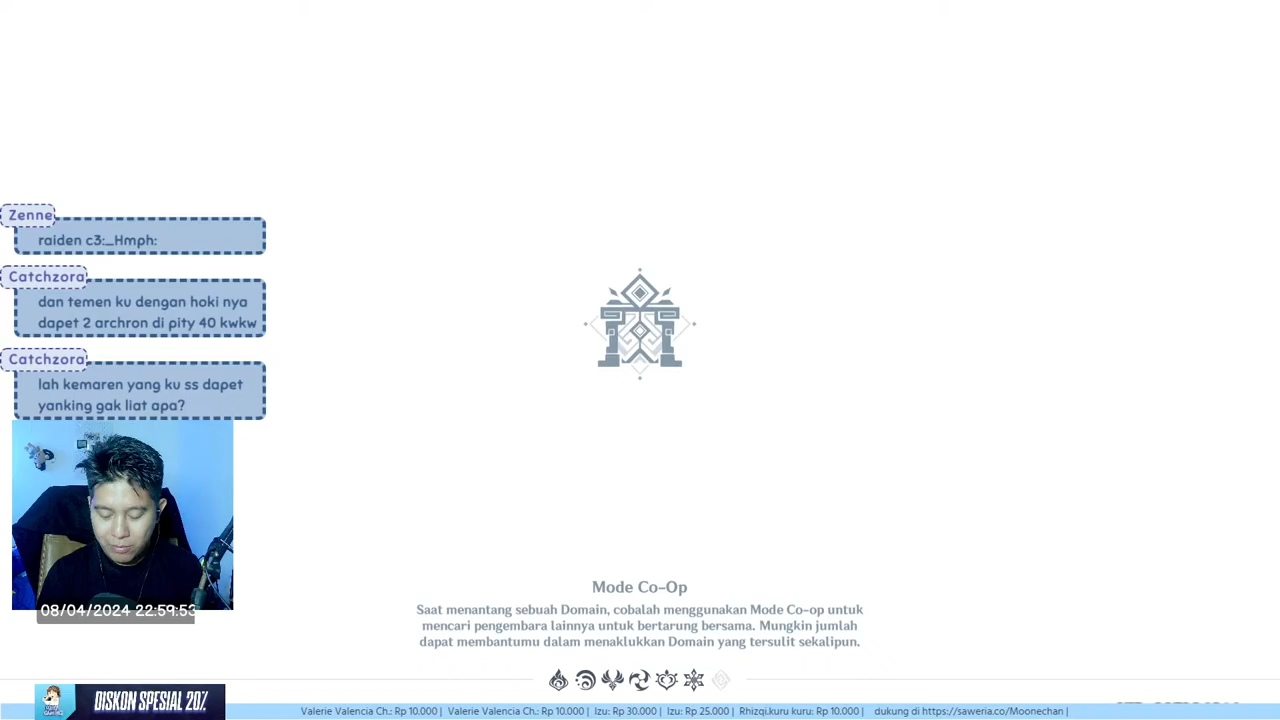 Zenne
raiden c3:_Hmph:
Catchzora
dan temen ku dengan hoki nya
dapet 2 archron di pity 40 kwkw
Catchzora
lah kemaren yang ku ss dapet
yanking gak liat apa?
08/04/2024 22:59:53
Mode Co-Op
Saat menantang sebuah Domain, cobalah menggunakan Mode Co-op untuk
mencari pengembara lainnya untuk bertarung bersama. Mungkin jumlah
dapat membantumu dalam menaklukkan Domain yang tersulit sekalipun.
DISKON SPESIAL 20%
Valerie Valencia Ch.: Rp 10.000 | Valerie Valencia Ch.: Rp 10.000 | Izu: Rp 30.000 | Izu: Rp 25.000 | Rhizqi.kuru kuru: Rp 10.000 | dukung di https://saweria.co/Moonechan |